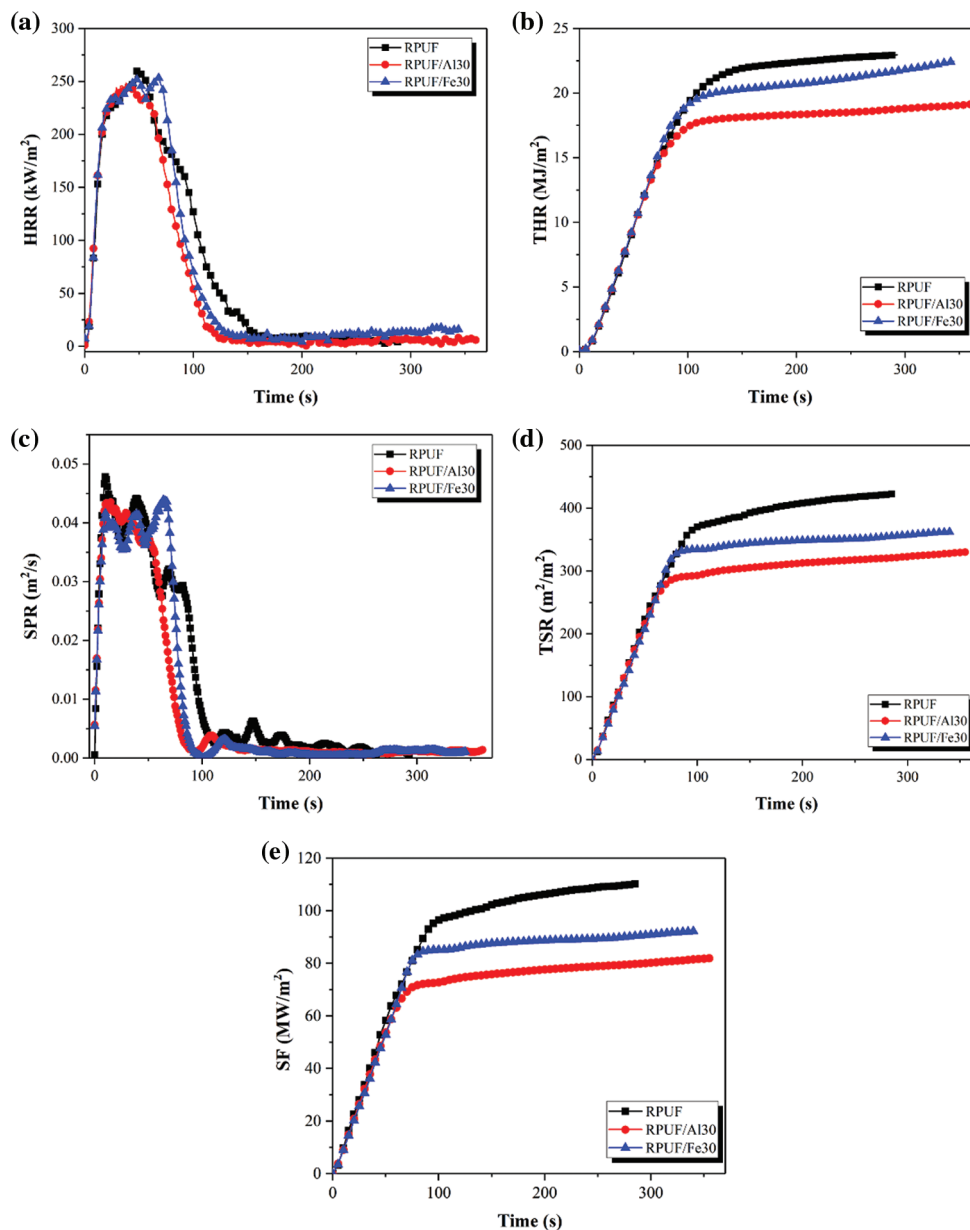 (a)
300
250
200
150
100
50
0
HRR (kW/m²)
0
100
200
300
Time (s)
RPUF
RPUF/Al30
RPUF/Fe30
(b)
25
20
15
10
5
0
THR (MJ/m²)
0
100
200
300
Time (s)
RPUF
RPUF/Al30
RPUF/Fe30
(c)
0.05
0.04
0.03
0.02
0.01
0.00
SPR (m²/s)
0
100
200
300
Time (s)
RPUF
RPUF/Al30
RPUF/Fe30
(d)
500
400
300
200
100
0
TSR (m²/m²)
0
100
200
300
Time (s)
RPUF
RPUF/Al30
RPUF/Fe30
(e)
120
100
80
60
40
20
0
SF (MW/m²)
0
100
200
300
Time (s)
RPUF
RPUF/Al30
RPUF/Fe30